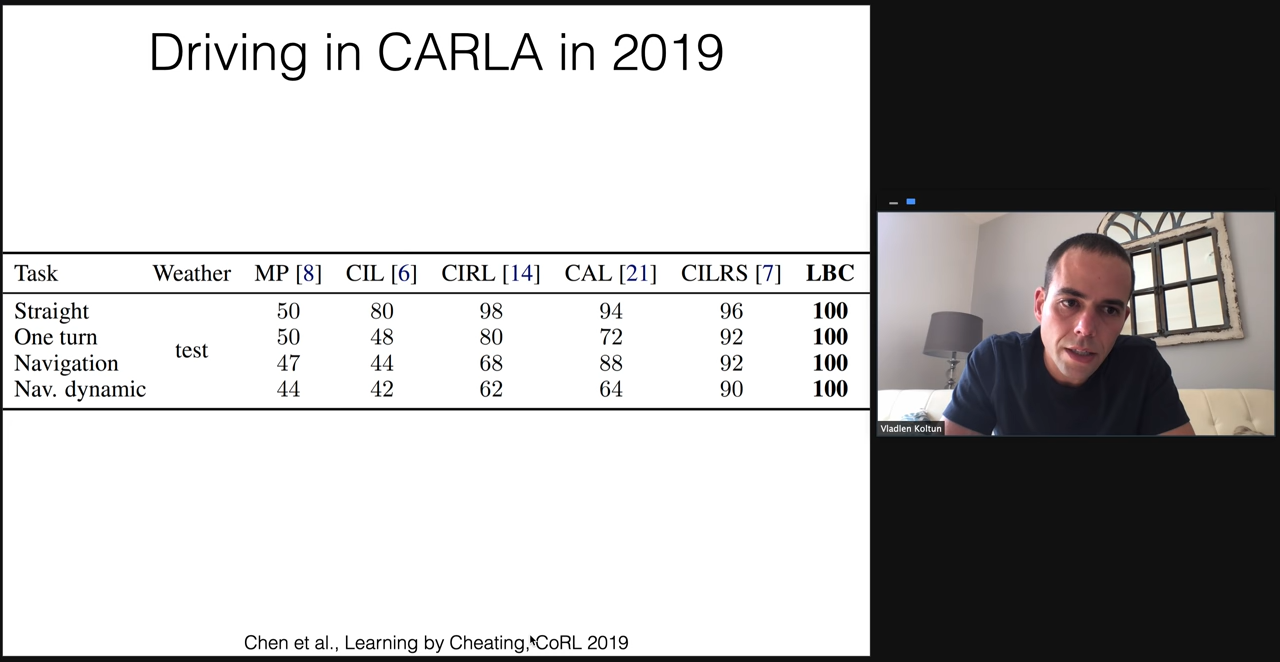 Driving in CARLA in 2019
Task Weather MP [8] CIL [6] CIRL [14] CAL [21] CILRS [7] LBC
Straight 50 80 98 94 96 100
One turn 50 48 80 72 92 100
test
Navigation 47 44 68 88 92 100
Nav. dynamic 44 42 62 64 90 100
Chen et al., Learning by Cheating, CoRL 2019
Vladlen Koltun